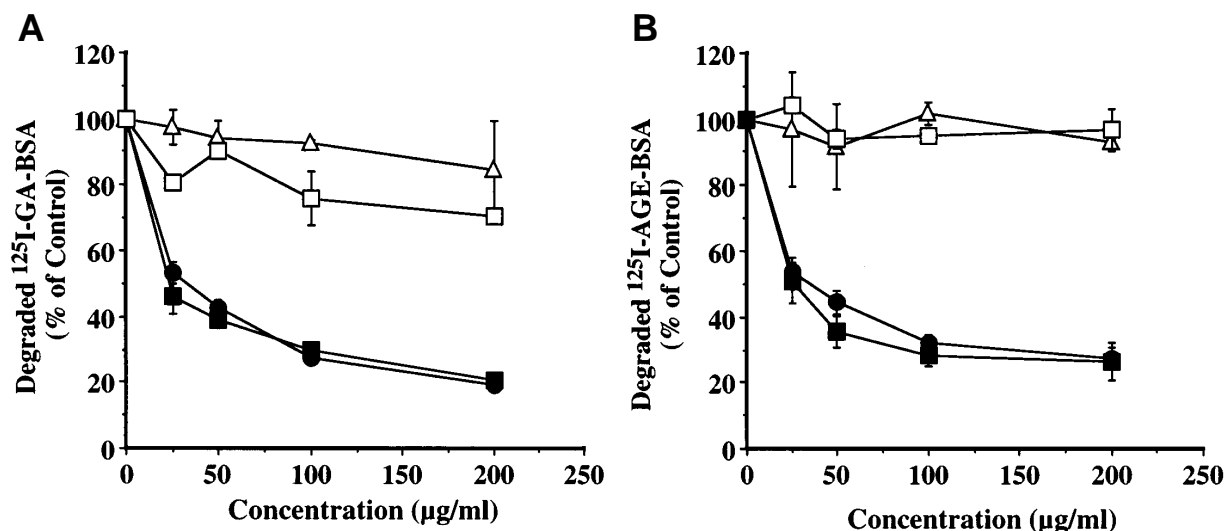 A
Degraded ¹²⁵I-GA-BSA
(% of Control)
120
100
80
60
40
20
0
0 50 100 150 200 250
Concentration (µg/ml)
B
Degraded ¹²⁵I-AGE-BSA
(% of Control)
120
100
80
60
40
20
0
0 50 100 150 200 250
Concentration (µg/ml)